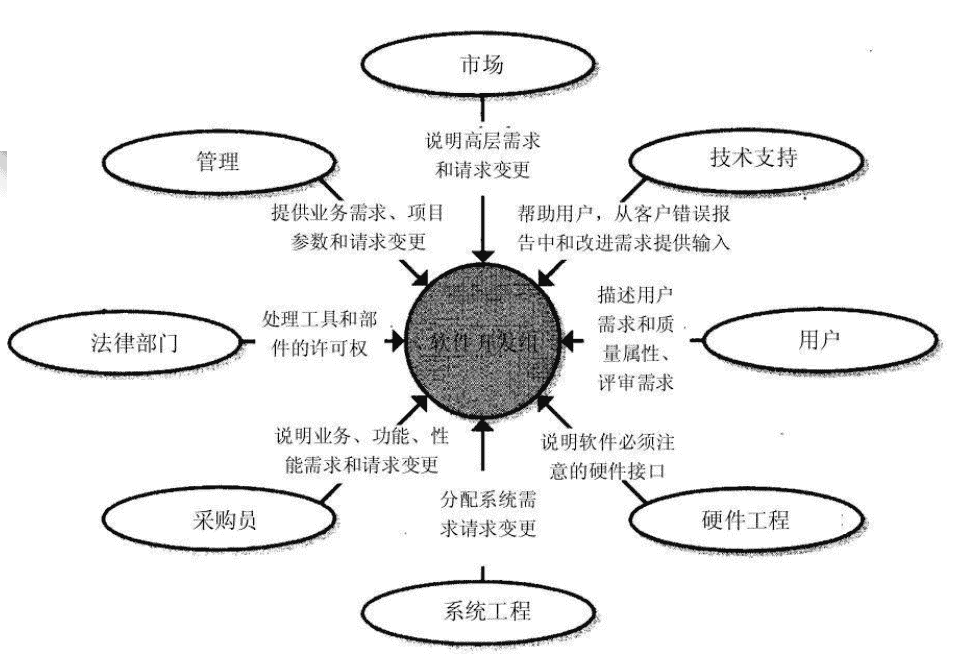 市场
说明高层需求
和请求变更
管理
技术支持
提供业务需求、项目
参数和请求变更
帮助用户，从客户错误报
告中和改进需求提供输入
法律部门
处理工具和部
件的许可权
软件开发组
描述用户
需求和质
量属性、
评审需求
用户
说明业务、功能、性
能需求和请求变更
说明软件必须注
意的硬件接口
采购员
分配系统需
求请求变更
硬件工程
系统工程